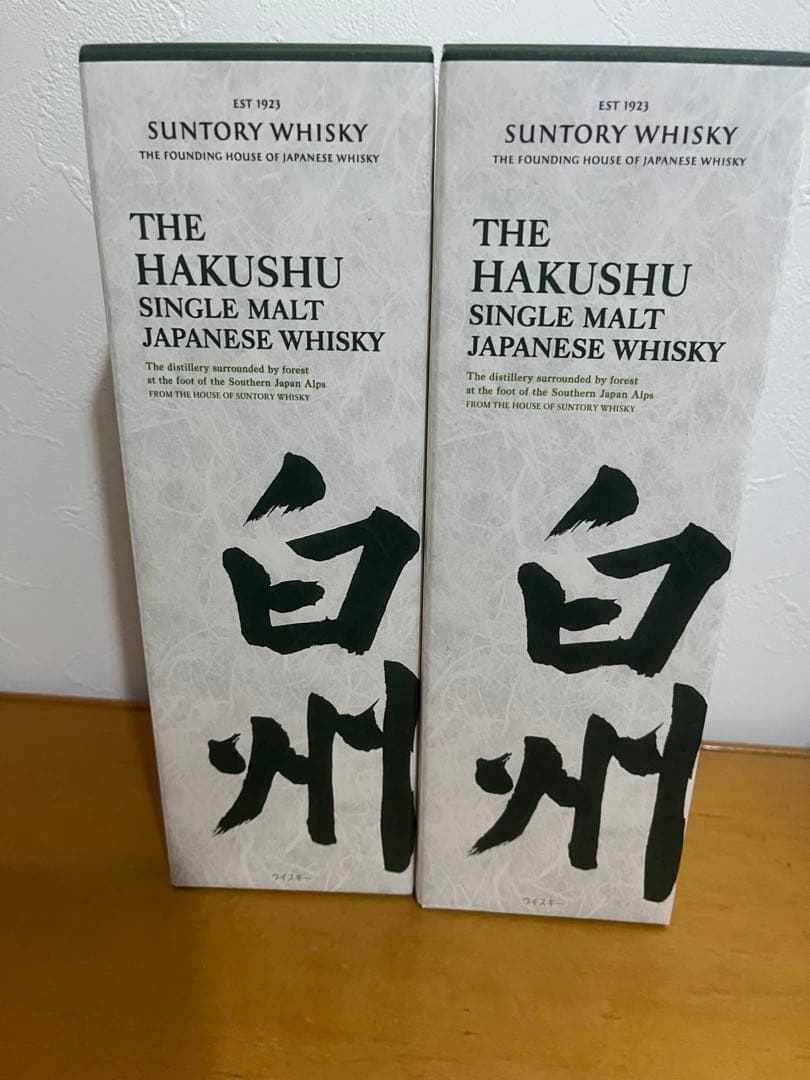 EST 1923
SUNTORY WHISKY
THE FOUNDING HOUSE OF JAPANESE WHISKY
THE
HAKUSHU
SINGLE MALT
JAPANESE WHISKY
The distillery surrounded by forest
at the foot of the Southern Japan Alps
FROM THE HOUSE OF SUNTORY WHISKY
白
州
ウイスキー
EST 1923
SUNTORY WHISKY
THE FOUNDING HOUSE OF JAPANESE WHISKY
THE
HAKUSHU
SINGLE MALT
JAPANESE WHISKY
The distillery surrounded by forest
at the foot of the Southern Japan Alps
FROM THE HOUSE OF SUNTORY WHISKY
白
州
ウイスキー